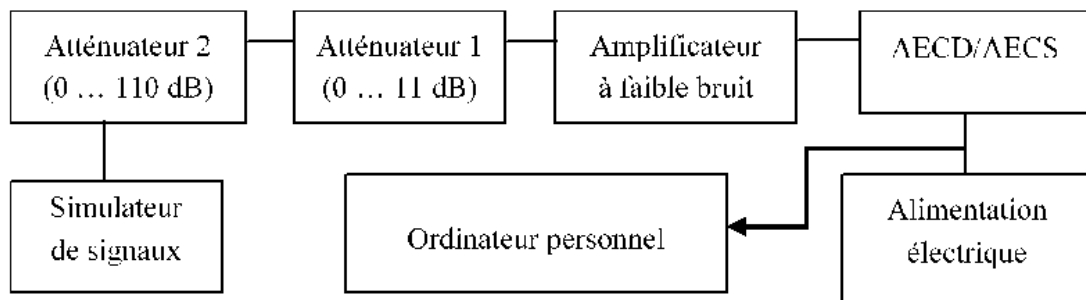 Atténuateur 2
(0 … 110 dB)
Atténuateur 1
(0 … 11 dB)
Amplificateur
à faible bruit
AECD/AECS
Simulateur
de signaux
Ordinateur personnel
Alimentation
électrique